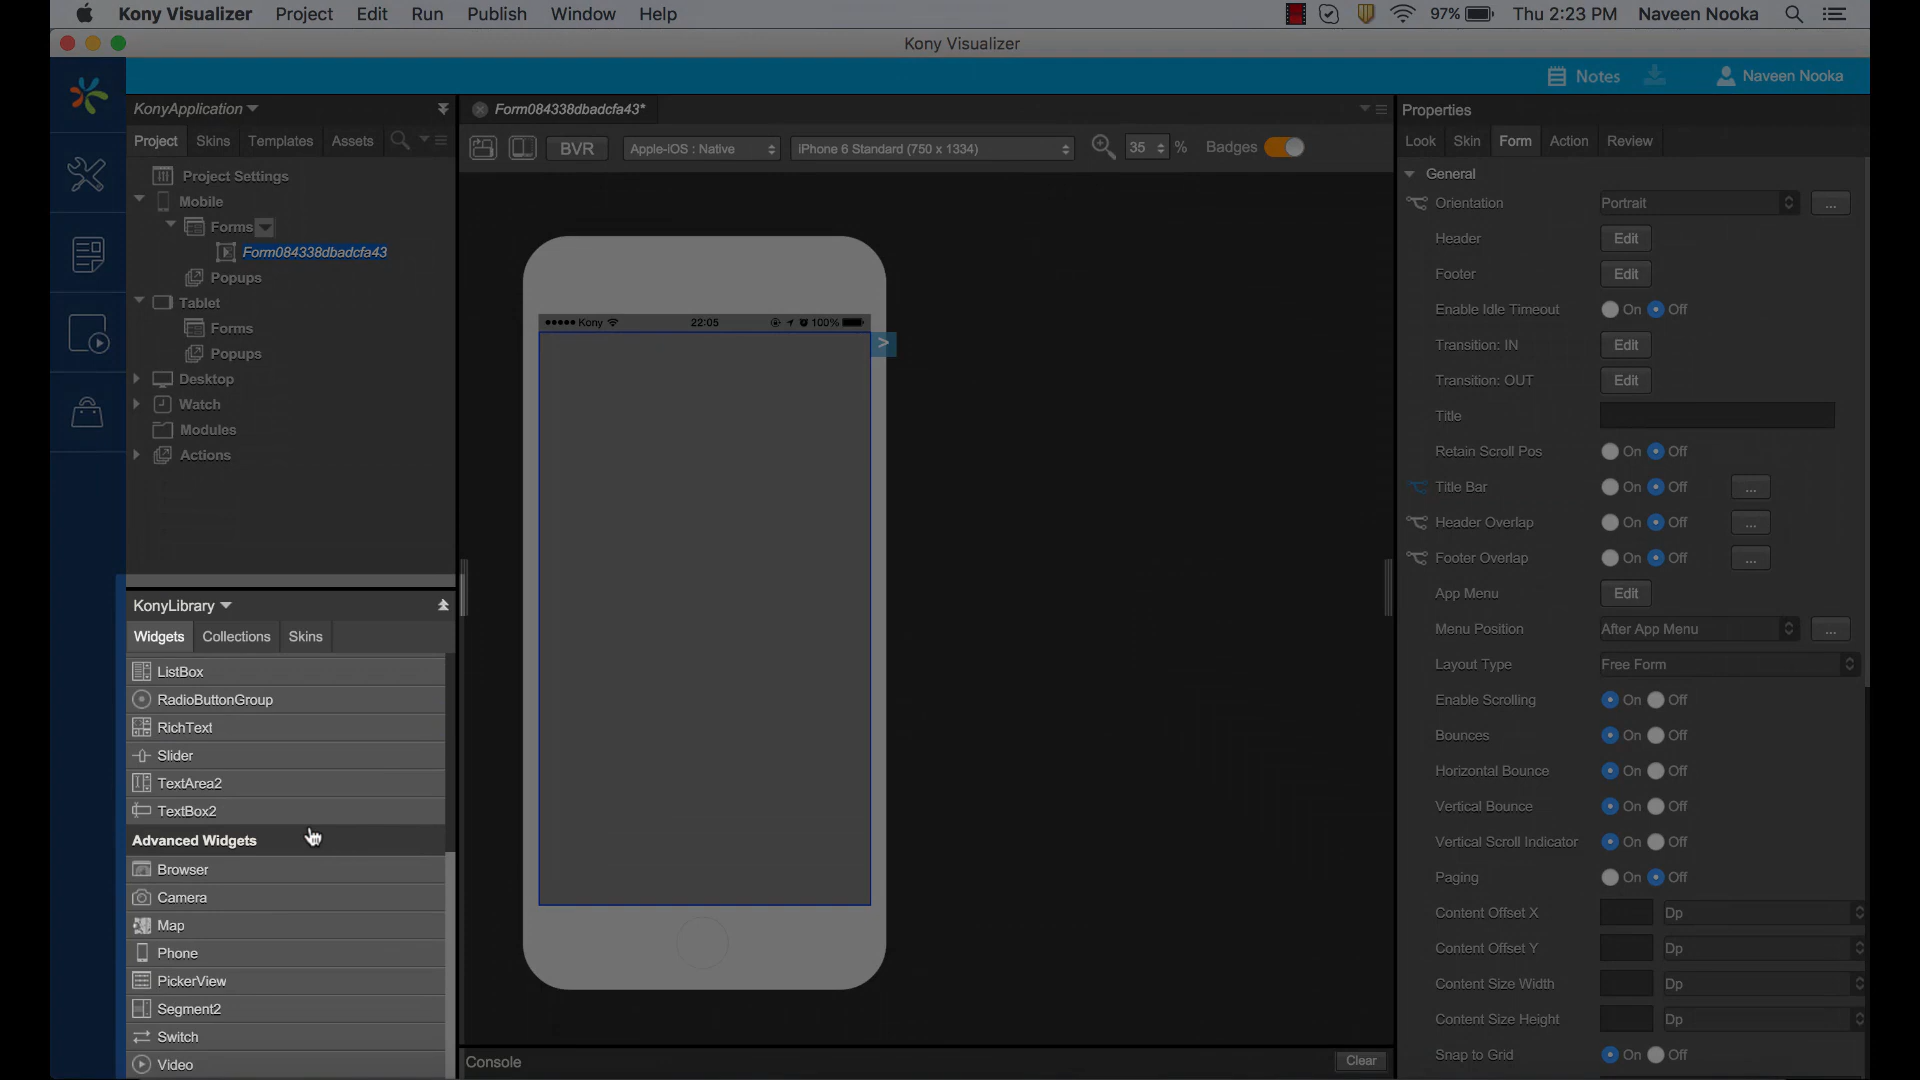 Kony Visualizer Project Edit Run Publish Window Help 97% Thu 2:23 PM Naveen Nooka
Kony Visualizer
Notes Naveen Nooka
KonyApplication
Project Skins Templates Assets
Project Settings
Mobile
Forms
Form084338dbadcfa43
Popups
Tablet
Forms
Popups
Desktop
Watch
Modules
Actions
KonyLibrary
Widgets Collections Skins
ListBox
RadioButtonGroup
RichText
Slider
TextArea2
TextBox2
Advanced Widgets
Browser
Camera
Map
Phone
PickerView
Segment2
Switch
Video
Form084338dbadcfa43*
BVR Apple-iOS : Native iPhone 6 Standard (750 x 1334) 35 % Badges
Kony 22:05 100%
>
Console Clear
Properties
Look Skin Form Action Review
General
Orientation Portrait ...
Header Edit
Footer Edit
Enable Idle Timeout On Off
Transition: IN Edit
Transition: OUT Edit
Title
Retain Scroll Pos On Off
Title Bar On Off ...
Header Overlap On Off ...
Footer Overlap On Off ...
App Menu Edit
Menu Position After App Menu ...
Layout Type Free Form
Enable Scrolling On Off
Bounces On Off
Horizontal Bounce On Off
Vertical Bounce On Off
Vertical Scroll Indicator On Off
Paging On Off
Content Offset X Dp
Content Offset Y Dp
Content Size Width Dp
Content Size Height Dp
Snap to Grid On Off